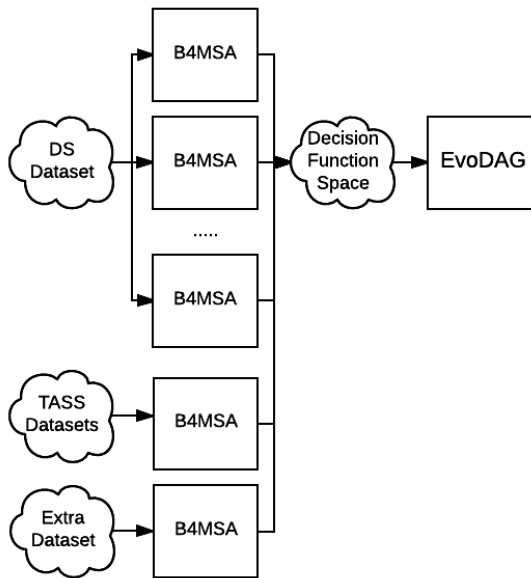 B4MSA
DS
Dataset
B4MSA
Decision
Function
Space
EvoDAG
.....
B4MSA
TASS
Datasets
B4MSA
Extra
Dataset
B4MSA